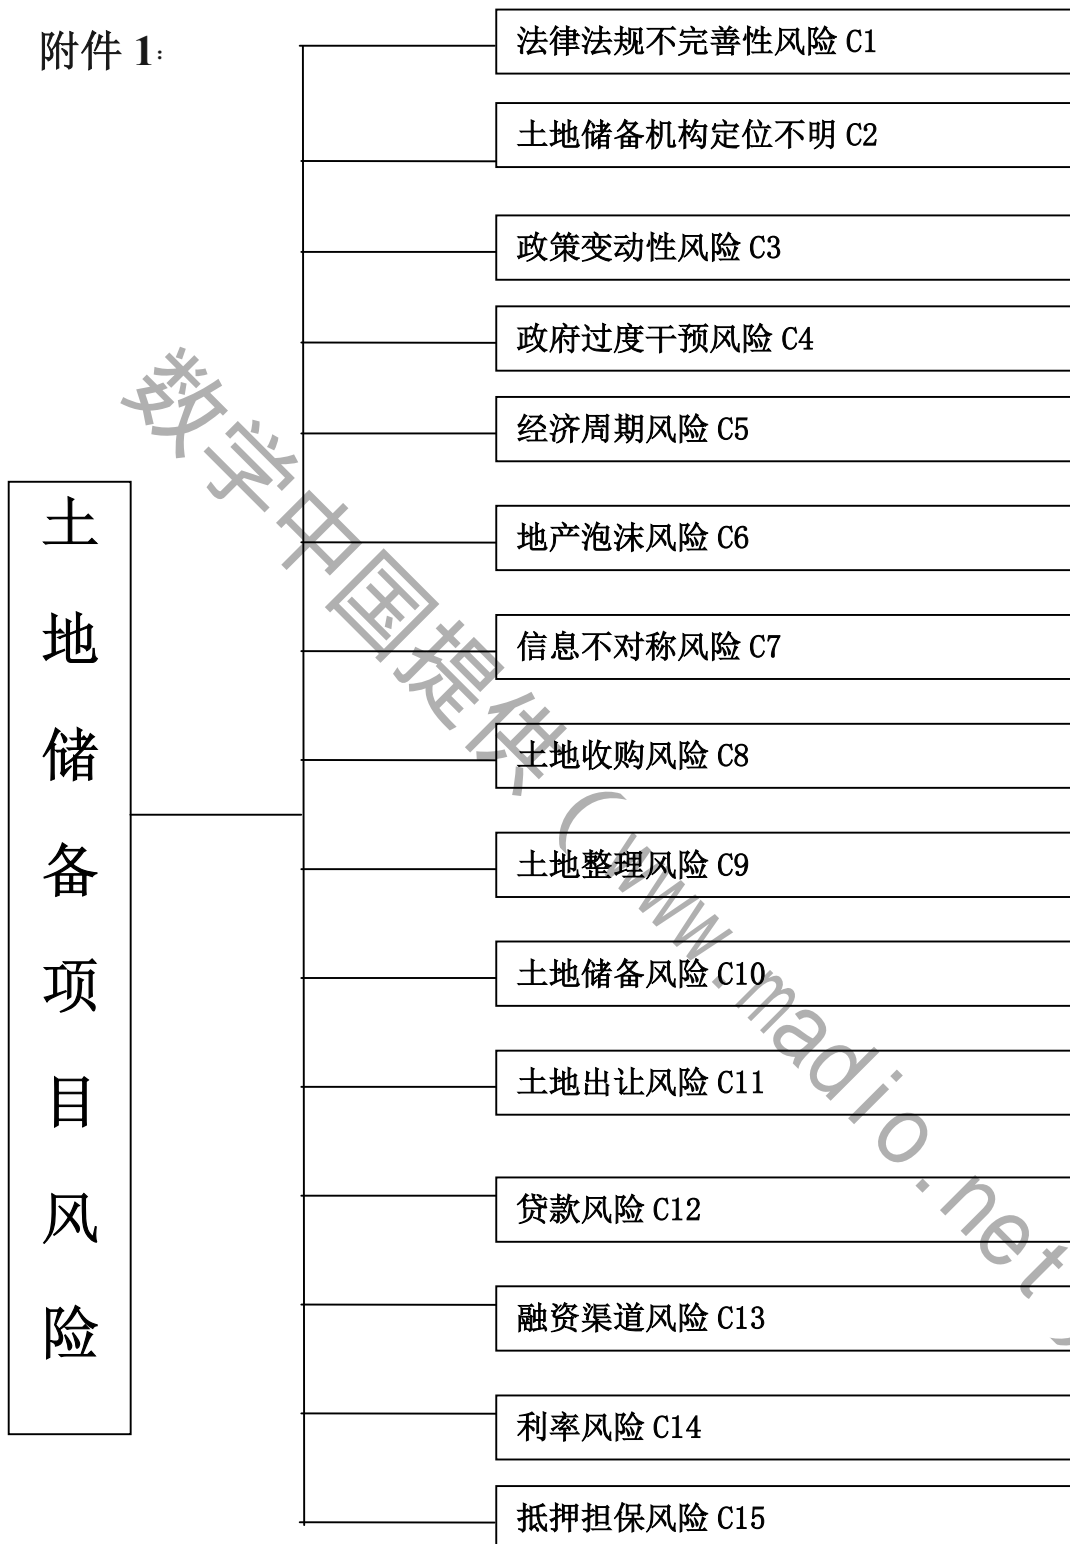 附件 1:
法律法规不完善性风险 C1
土地储备机构定位不明 C2
政策变动性风险 C3
政府过度干预风险 C4
经济周期风险 C5
地产泡沫风险 C6
信息不对称风险 C7
土地收购风险 C8
土地整理风险 C9
土地储备风险 C10
土地出让风险 C11
贷款风险 C12
融资渠道风险 C13
利率风险 C14
抵押担保风险 C15
土地储备项目风险
数学中国提供（www.madio.net）